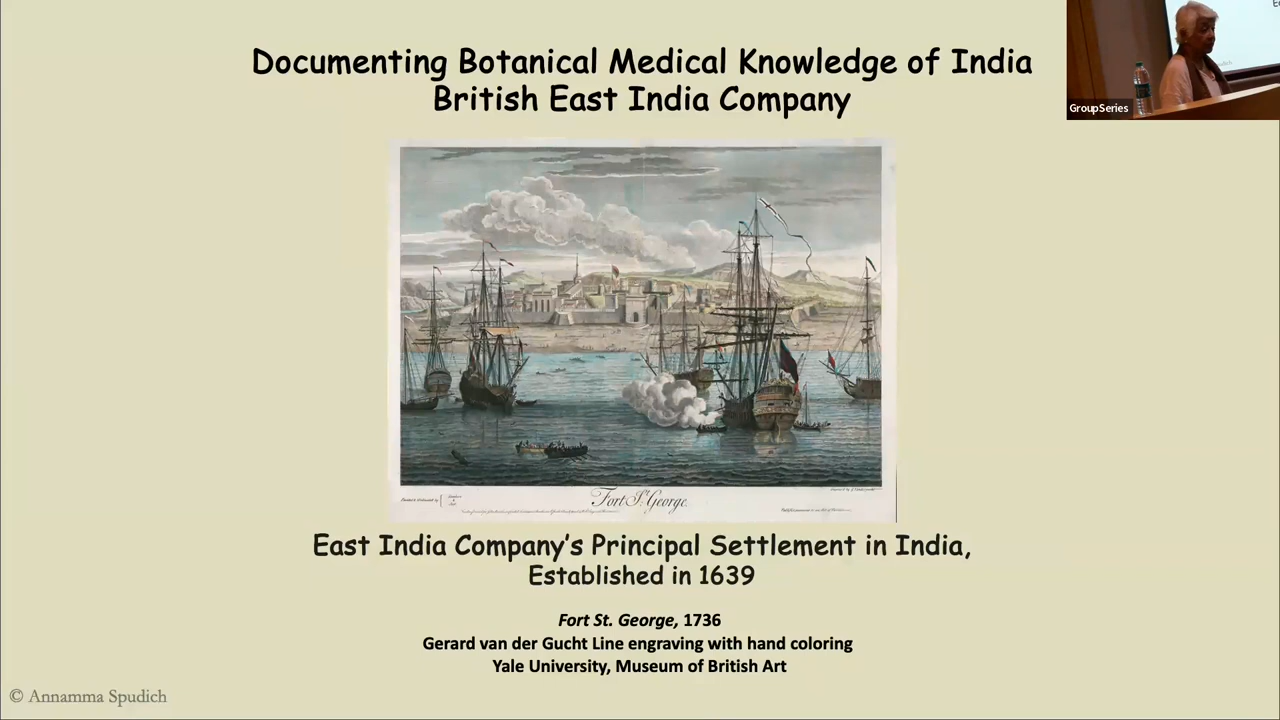 Documenting Botanical Medical Knowledge of India
British East India Company
GroupSeries
Fort St. George
East India Company's Principal Settlement in India,
Established in 1639
Fort St. George, 1736
Gerard van der Gucht Line engraving with hand coloring
Yale University, Museum of British Art
© Annamma Spudich